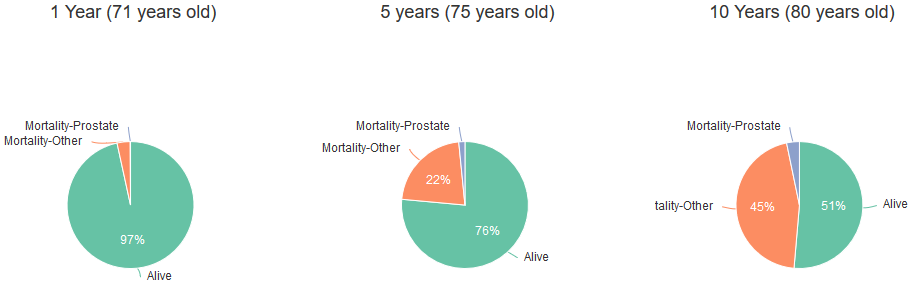 1 Year (71 years old)
5 years (75 years old)
10 Years (80 years old)
Mortality-Prostate
Mortality-Other
97%
Alive
Mortality-Prostate
Mortality-Other
22%
76%
Alive
Mortality-Prostate
tality-Other
45%
51%
Alive